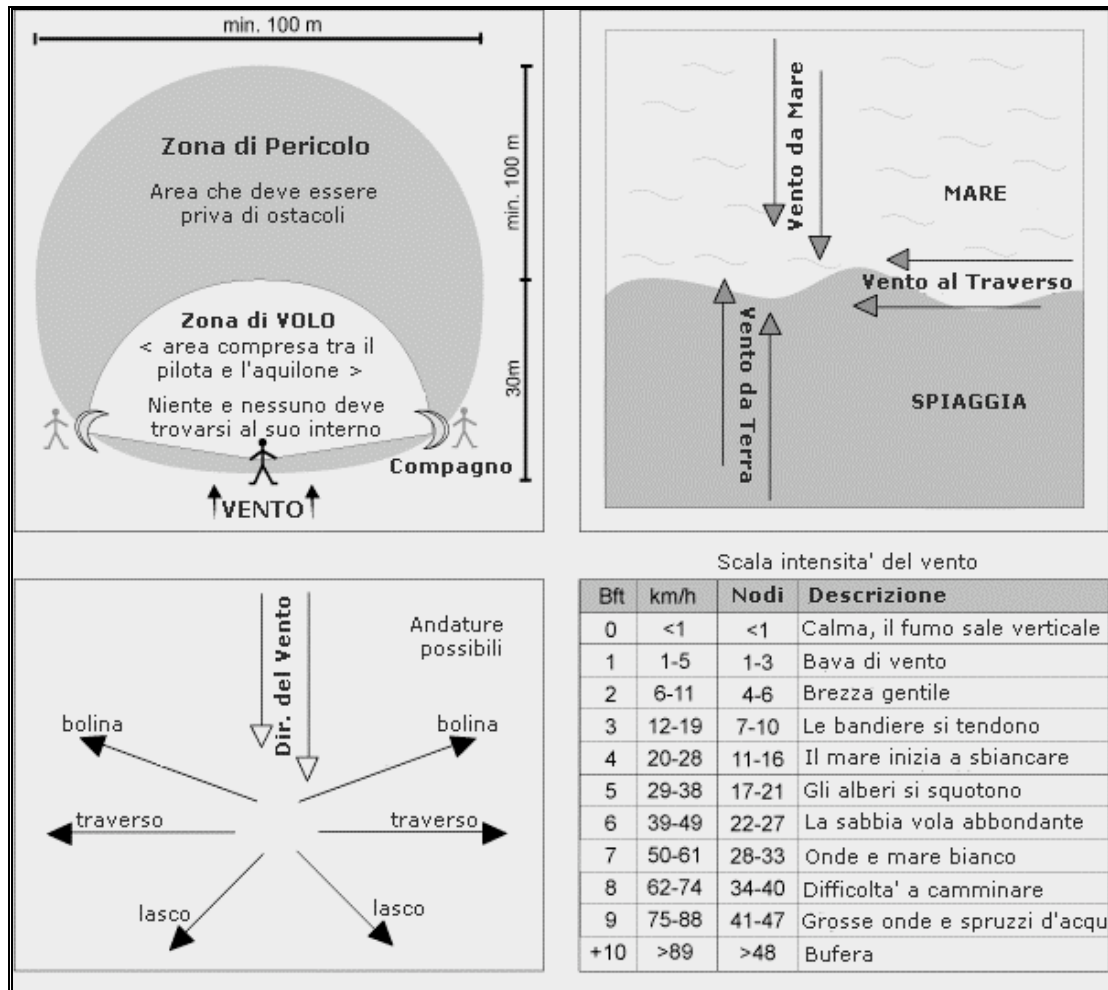 min. 100 m
Zona di Pericolo
Area che deve essere
priva di ostacoli
min. 100 m
Zona di VOLO
< area compresa tra il
pilota e l'aquilone >
Niente e nessuno deve
trovarsi al suo interno
30m
Compagno
VENTO
Vento da Mare
MARE
Vento al Traverso
Vento da Terra
SPIAGGIA
Dir. del Vento
Andature
possibili
bolina
bolina
traverso
traverso
lasco
lasco
Scala intensita' del vento
Bft km/h Nodi Descrizione
0 <1 <1 Calma, il fumo sale verticale
1 1-5 1-3 Bava di vento
2 6-11 4-6 Brezza gentile
3 12-19 7-10 Le bandiere si tendono
4 20-28 11-16 Il mare inizia a sbiancare
5 29-38 17-21 Gli alberi si squotono
6 39-49 22-27 La sabbia vola abbondante
7 50-61 28-33 Onde e mare bianco
8 62-74 34-40 Difficolta' a camminare
9 75-88 41-47 Grosse onde e spruzzi d'acqu
+10 >89 >48 Bufera